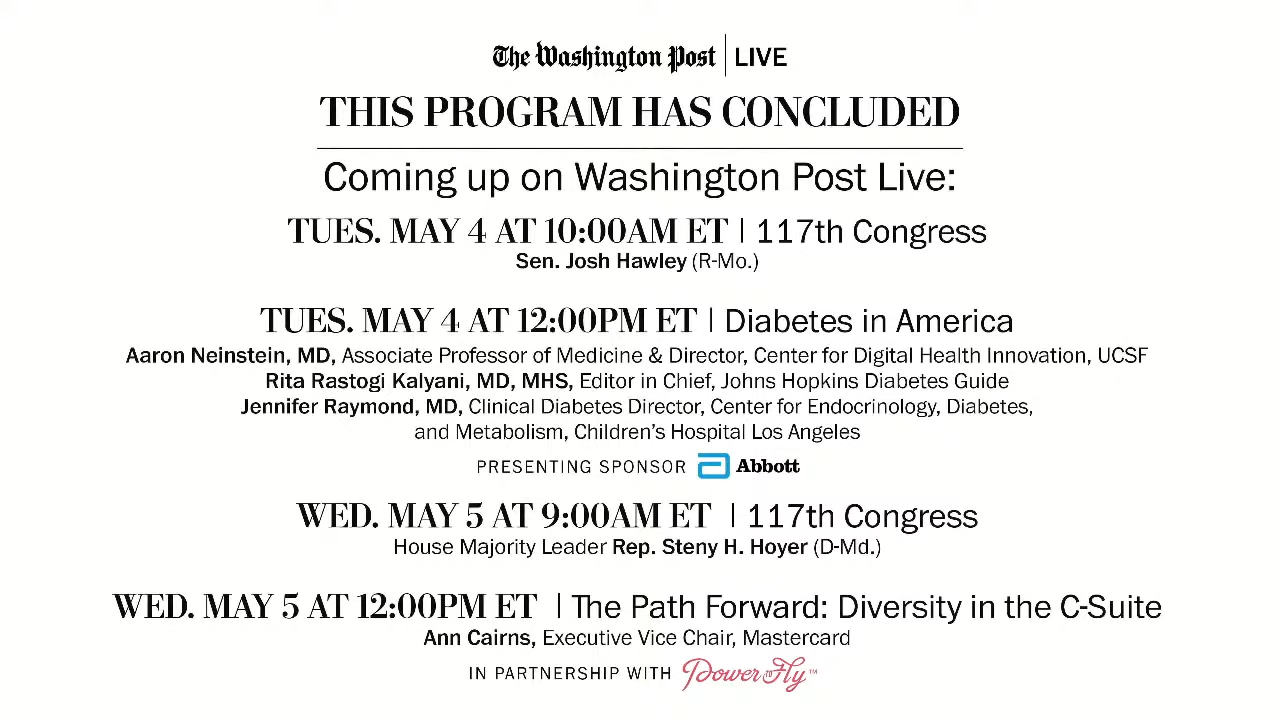 The Washington Post | LIVE
THIS PROGRAM HAS CONCLUDED
Coming up on Washington Post Live:
TUES. MAY 4 AT 10:00AM ET | 117th Congress
Sen. Josh Hawley (R-Mo.)
TUES. MAY 4 AT 12:00PM ET | Diabetes in America
Aaron Neinstein, MD, Associate Professor of Medicine & Director, Center for Digital Health Innovation, UCSF
Rita Rastogi Kalyani, MD, MHS, Editor in Chief, Johns Hopkins Diabetes Guide
Jennifer Raymond, MD, Clinical Diabetes Director, Center for Endocrinology, Diabetes,
and Metabolism, Children's Hospital Los Angeles
PRESENTING SPONSOR Abbott
WED. MAY 5 AT 9:00AM ET | 117th Congress
House Majority Leader Rep. Steny H. Hoyer (D-Md.)
WED. MAY 5 AT 12:00PM ET | The Path Forward: Diversity in the C-Suite
Ann Cairns, Executive Vice Chair, Mastercard
IN PARTNERSHIP WITH PowerToFly™